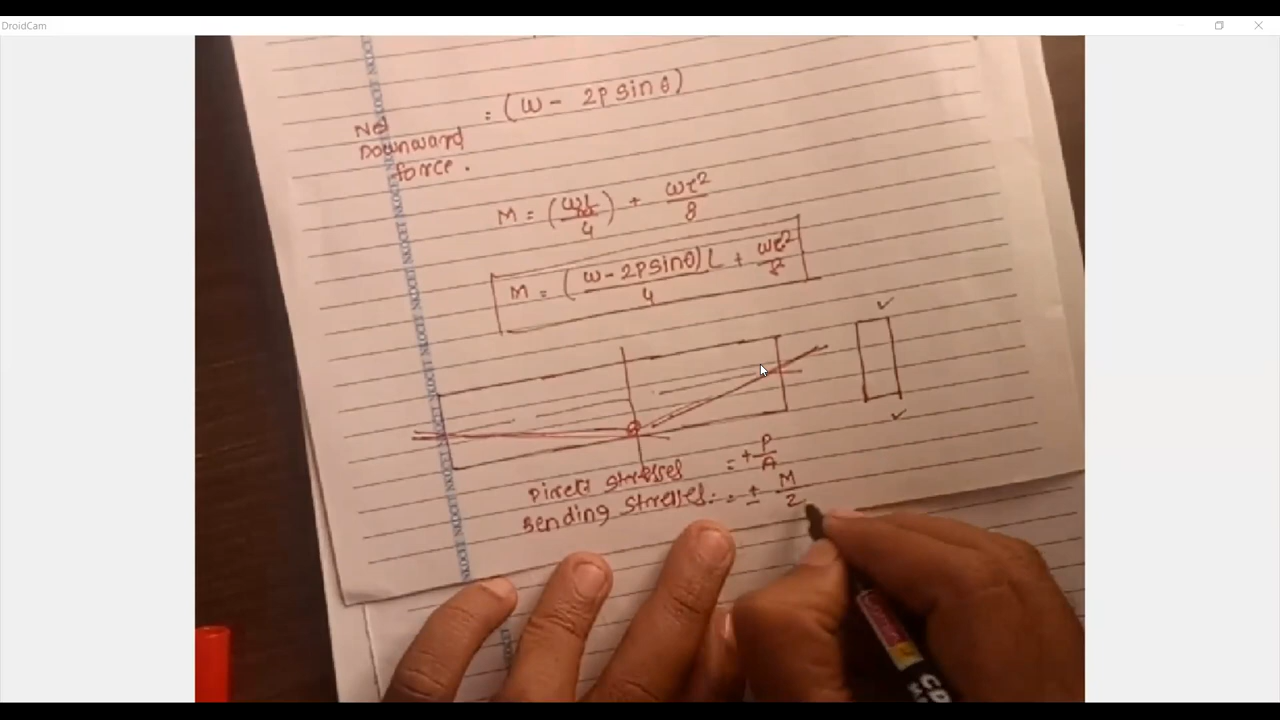 DroidCam
Net
Downward
force.
= (W - 2P sin θ)
M = (WL/4) + wl²/8
M = (W - 2P sin θ)L/4 + wl²/8
Direct stresses = + P/A
Bending stresses = ± M/Z